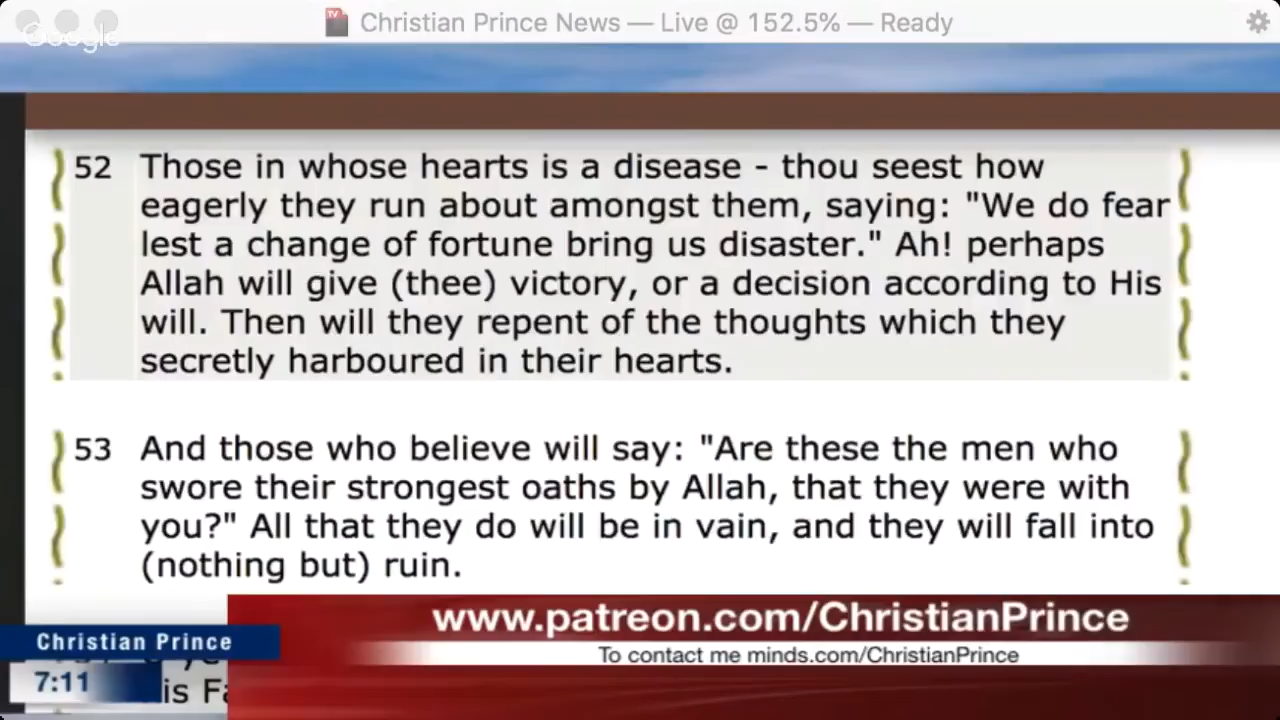 Christian Prince News — Live @ 152.5% — Ready
Google
52 Those in whose hearts is a disease - thou seest how
eagerly they run about amongst them, saying: "We do fear
lest a change of fortune bring us disaster." Ah! perhaps
Allah will give (thee) victory, or a decision according to His
will. Then will they repent of the thoughts which they
secretly harboured in their hearts.
53 And those who believe will say: "Are these the men who
swore their strongest oaths by Allah, that they were with
you?" All that they do will be in vain, and they will fall into
(nothing but) ruin.
www.patreon.com/ChristianPrince
Christian Prince
To contact me minds.com/ChristianPrince
7:11
is